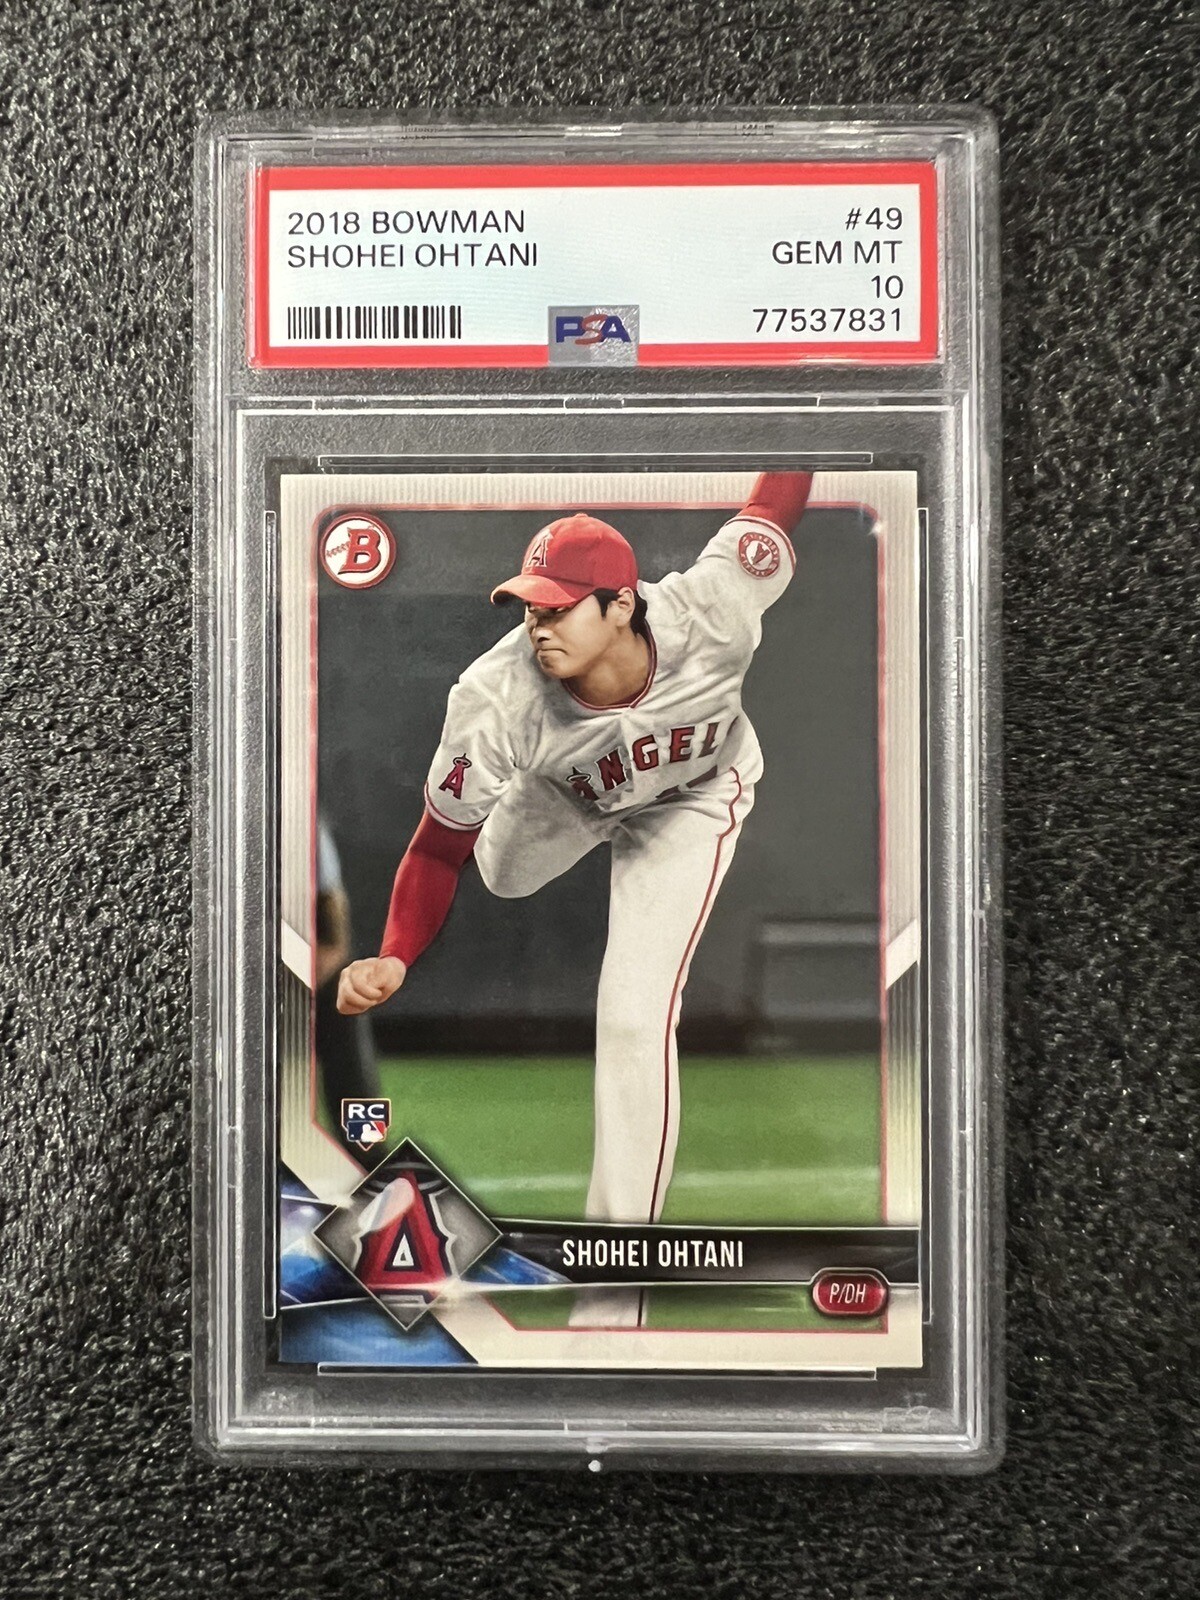 2018 BOWMAN #49
SHOHEI OHTANI GEM MT
10
77537831
PSA
B
A
A
ANGEL
RC
A
SHOHEI OHTANI
P/DH